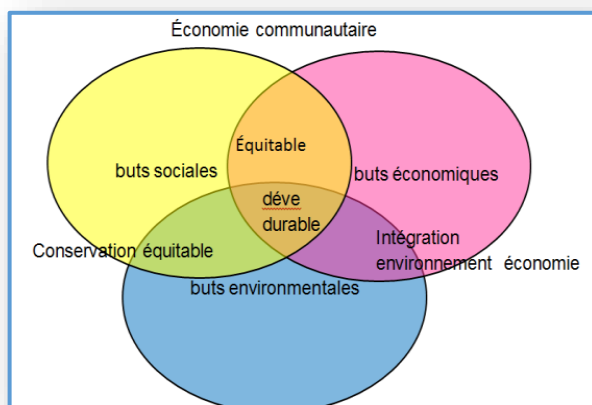 Économie communautaire
Équitable
buts sociales
buts économiques
déve
durable
Conservation équitable
Intégration
environnement économie
buts environmentales